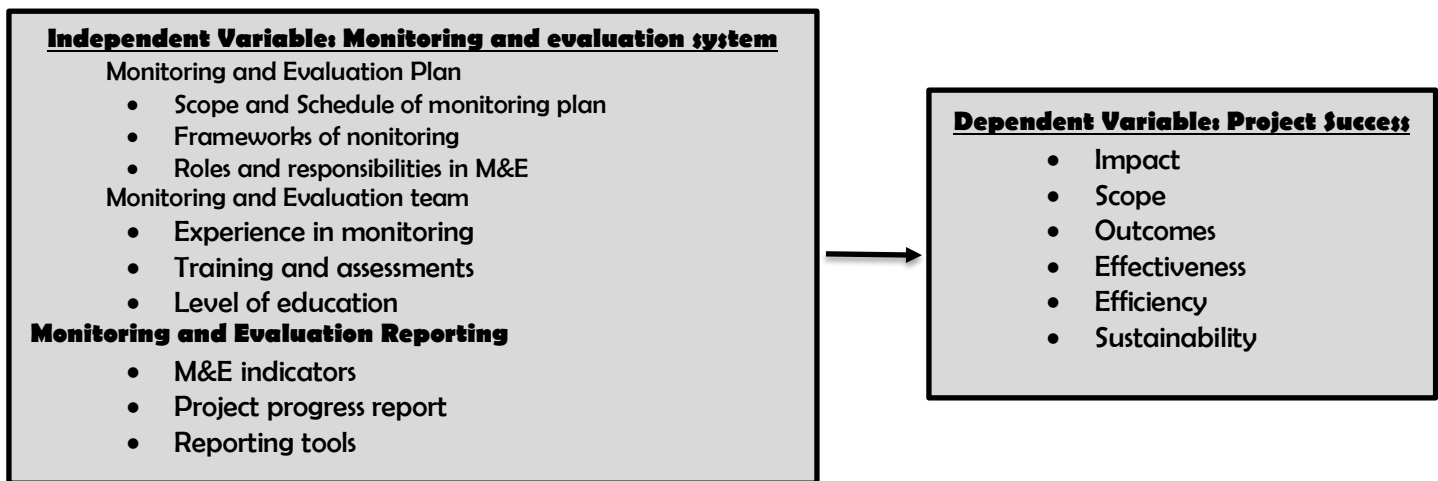 Independent Variable: Monitoring and evaluation system
Monitoring and Evaluation Plan
• Scope and Schedule of monitoring plan
• Frameworks of nonitoring
• Roles and responsibilities in M&E
Monitoring and Evaluation team
• Experience in monitoring
• Training and assessments
• Level of education
Monitoring and Evaluation Reporting
• M&E indicators
• Project progress report
• Reporting tools
Dependent Variable: Project Success
• Impact
• Scope
• Outcomes
• Effectiveness
• Efficiency
• Sustainability